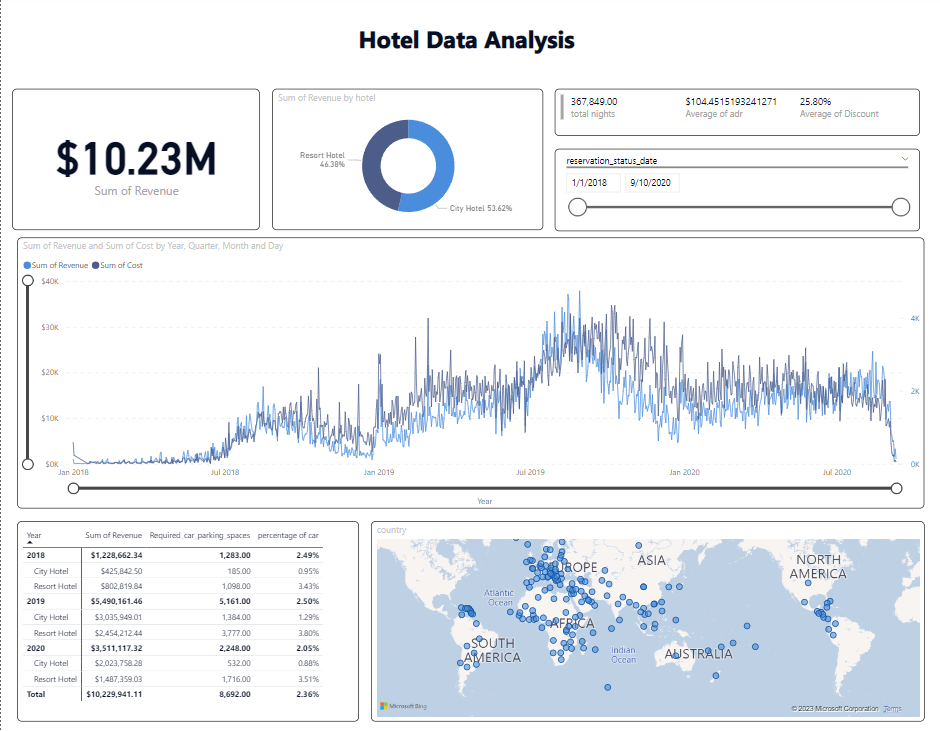 Hotel Data Analysis
$10.23M
Sum of Revenue
Sum of Revenue by hotel
Resort Hotel
46.38%
City Hotel 53.62%
367,849.00 $104.4515193241271 25.80%
total nights Average of adr Average of Discount
reservation_status_date
1/1/2018 9/10/2020
Sum of Revenue and Sum of Cost by Year, Quarter, Month and Day
Sum of Revenue Sum of Cost
$40K
$30K 4K
$20K
2K
$10K
$0K 0K
Jan 2018 Jul 2018 Jan 2019 Jul 2019 Jan 2020 Jul 2020
Year
Year Sum of Revenue Required_car_parking_spaces percentage of car
2018 $1,228,662.34 1,283.00 2.49%
City Hotel $425,842.50 185.00 0.95%
Resort Hotel $802,819.84 1,098.00 3.43%
2019 $5,490,161.46 5,161.00 2.50%
City Hotel $3,035,949.01 1,384.00 1.29%
Resort Hotel $2,454,212.44 3,777.00 3.80%
2020 $3,511,117.32 2,248.00 2.05%
City Hotel $2,023,758.28 532.00 0.88%
Resort Hotel $1,487,359.03 1,716.00 3.51%
Total $10,229,941.11 8,692.00 2.36%
country
EUROPE ASIA NORTH AMERICA
Atlantic Ocean
AFRICA
SOUTH AMERICA
Indian Ocean
AUSTRALIA
Microsoft Bing
© 2023 Microsoft Corporation Terms